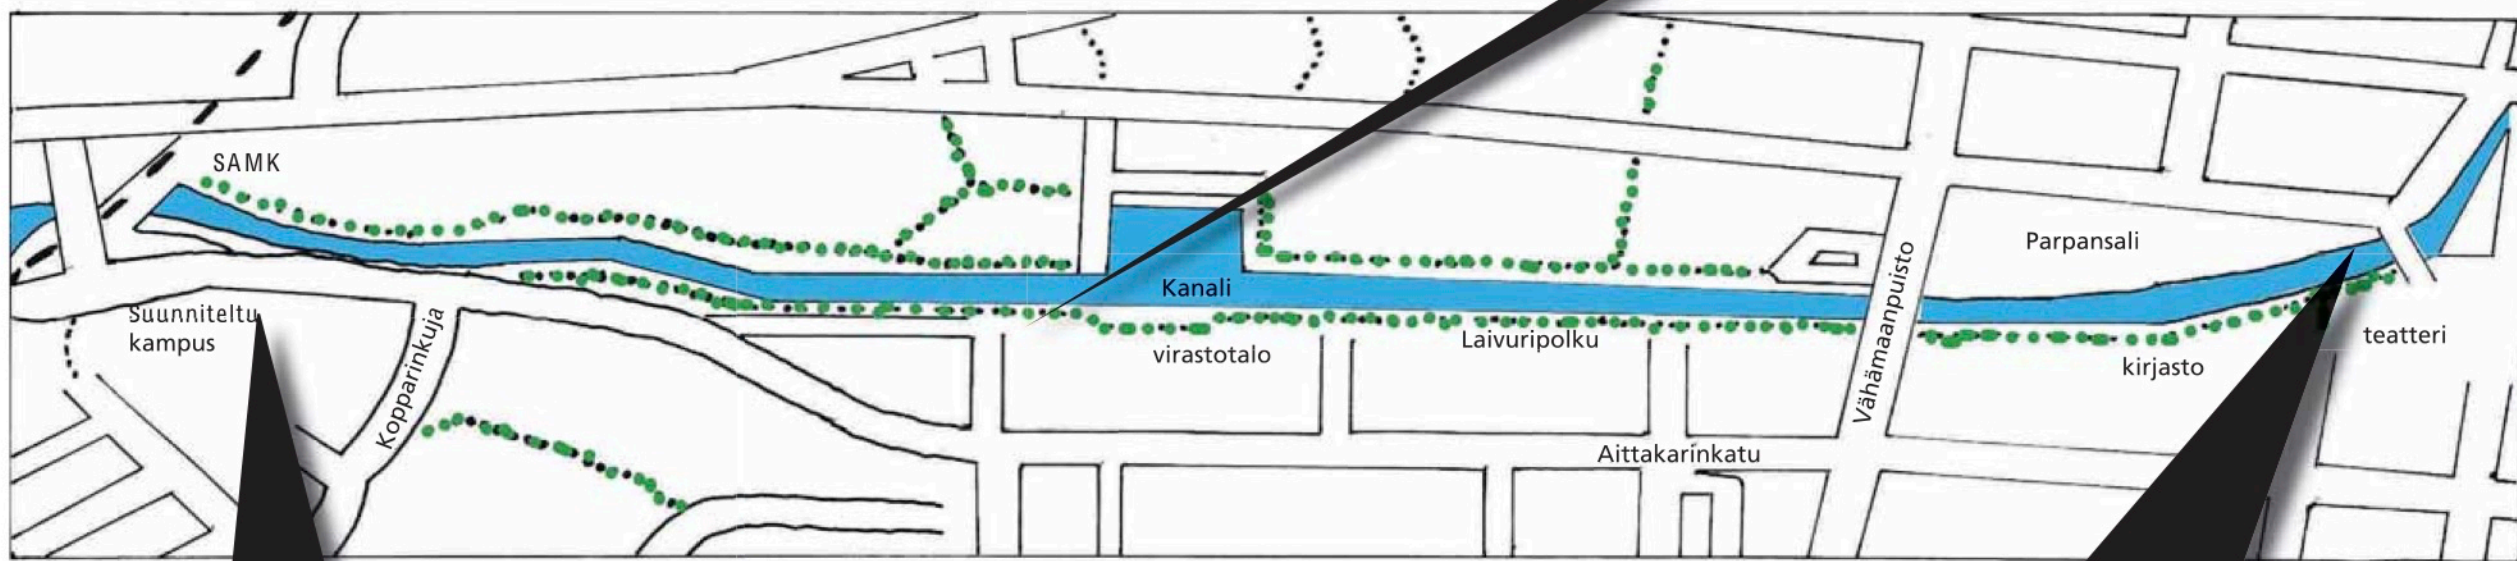 SAMK
Suunniteltu
kampus
Kopparinkuja
Kanali
virastotalo
Laivuripolku
Aittakarinkatu
Vähämaanpuisto
Parpansali
kirjasto
teatteri